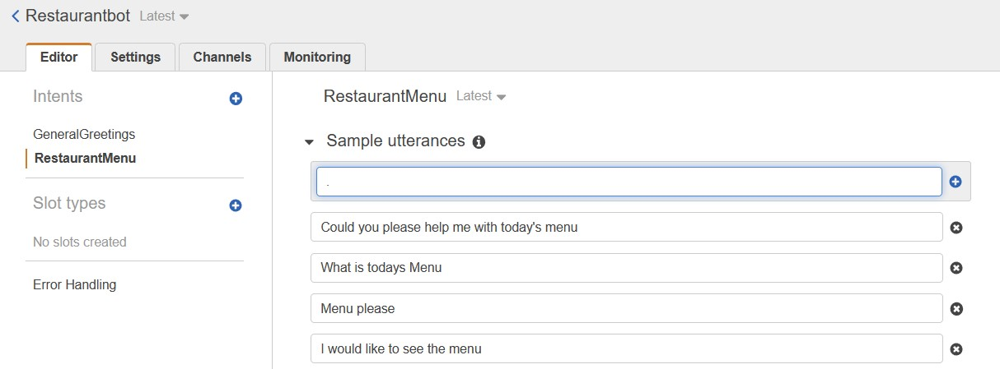 Restaurantbot Latest
Editor Settings Channels Monitoring
Intents
GeneralGreetings
RestaurantMenu
Slot types
No slots created
Error Handling
RestaurantMenu Latest
Sample utterances
.
Could you please help me with today's menu
What is todays Menu
Menu please
I would like to see the menu